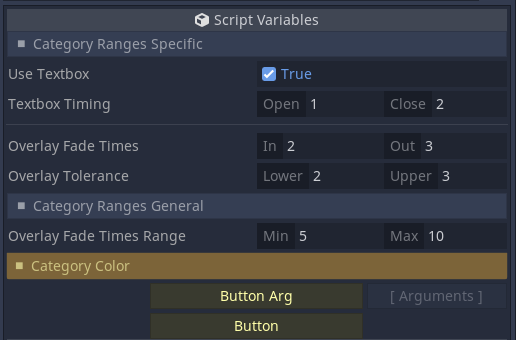 Script Variables
Category Ranges Specific
Use Textbox True
Textbox Timing Open 1 Close 2
Overlay Fade Times In 2 Out 3
Overlay Tolerance Lower 2 Upper 3
Category Ranges General
Overlay Fade Times Range Min 5 Max 10
Category Color
Button Arg [ Arguments ]
Button